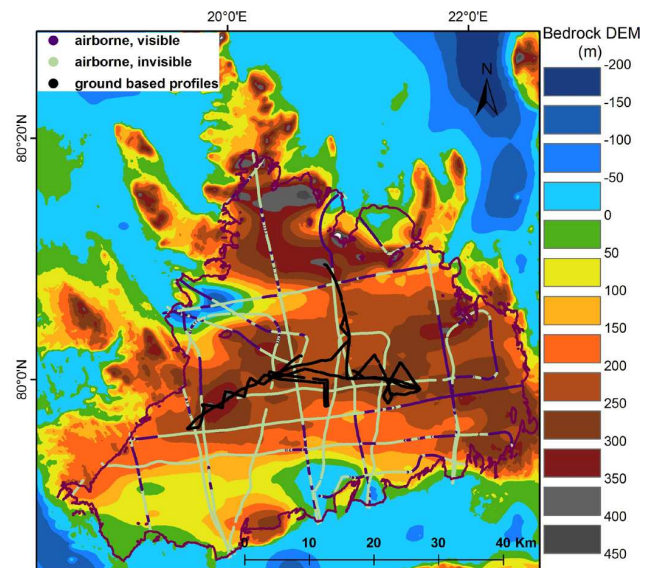 20°0'E 22°0'E
airborne, visible
airborne, invisible
ground based profiles
Bedrock DEM
(m)
N
-200
-150
-100
-50
0
50
100
150
200
250
300
350
400
450
80°20'N
80°0'N
0 10 20 30 40 Km